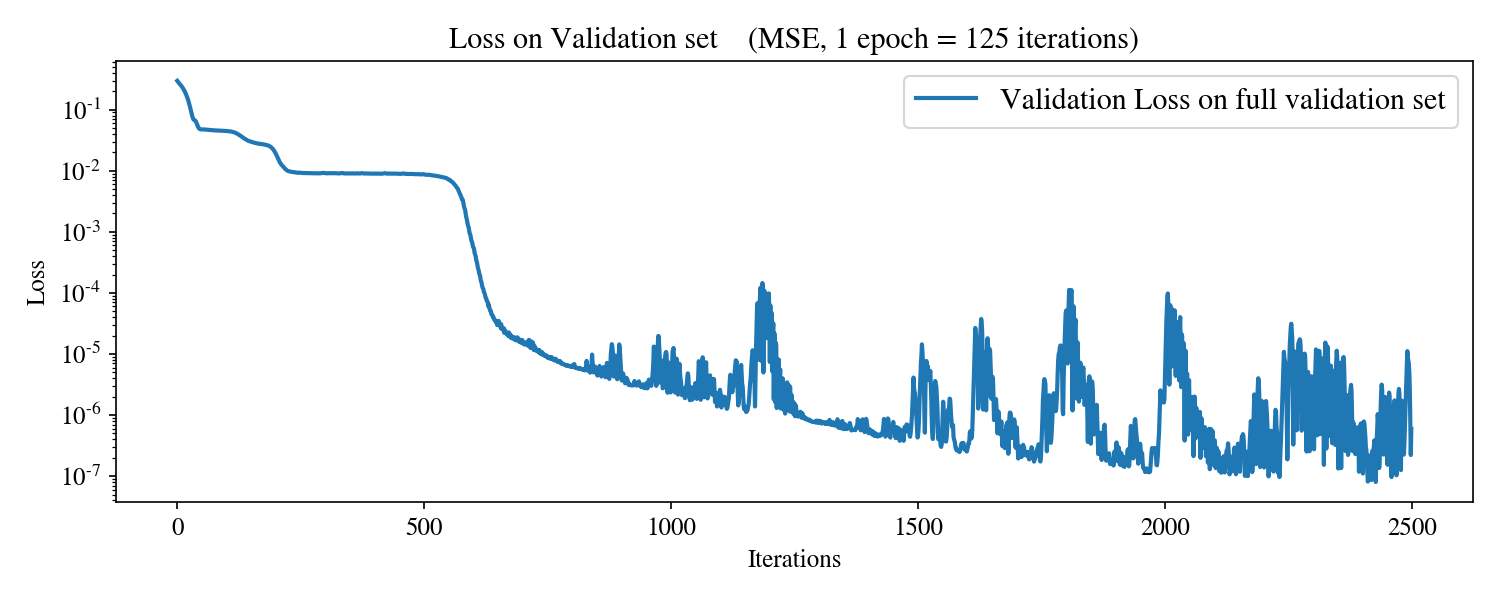 Loss on Validation set    (MSE, 1 epoch = 125 iterations)
Validation Loss on full validation set
Loss
10⁻¹
10⁻²
10⁻³
10⁻⁴
10⁻⁵
10⁻⁶
10⁻⁷
0 500 1000 1500 2000 2500
Iterations